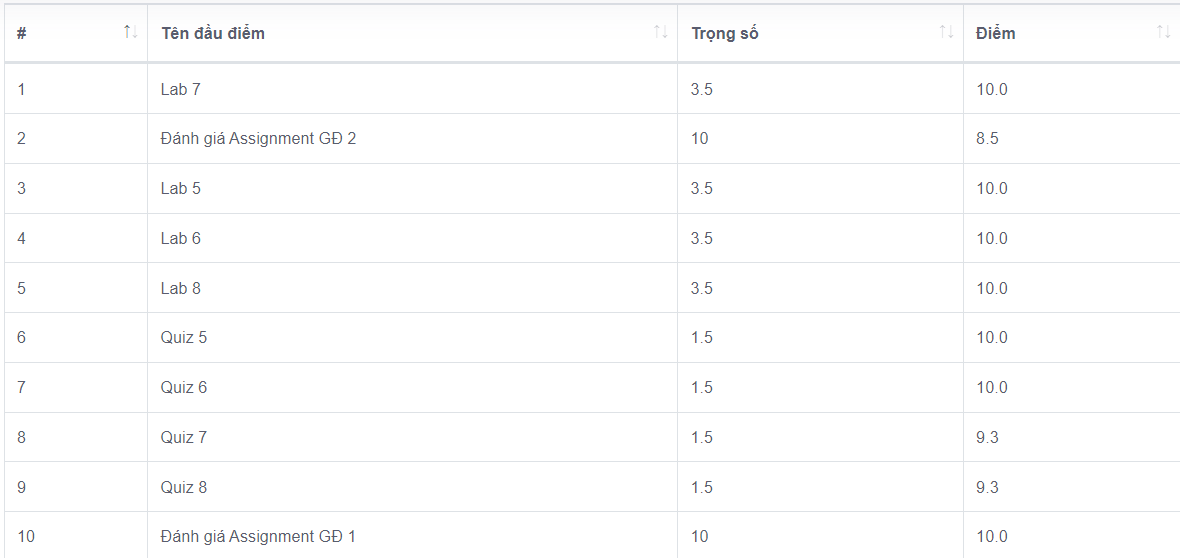 # Tên đầu điểm Trọng số Điểm
1 Lab 7 3.5 10.0
2 Đánh giá Assignment GĐ 2 10 8.5
3 Lab 5 3.5 10.0
4 Lab 6 3.5 10.0
5 Lab 8 3.5 10.0
6 Quiz 5 1.5 10.0
7 Quiz 6 1.5 10.0
8 Quiz 7 1.5 9.3
9 Quiz 8 1.5 9.3
10 Đánh giá Assignment GĐ 1 10 10.0